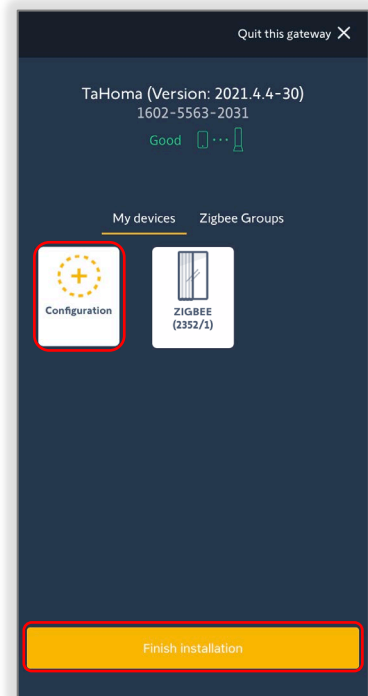 Quit this gateway
TaHoma (Version: 2021.4.4-30)
1602-5563-2031
Good
My devices Zigbee Groups
Configuration
ZIGBEE
(2352/1)
Finish installation